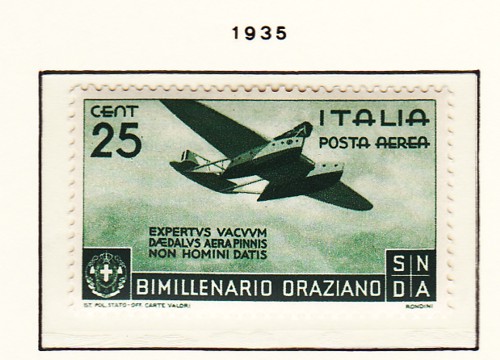 1935
CENT
25
ITALIA
POSTA AEREA
EXPERTVS VACVVM
DÆDALVS AERA PINNIS
NON HOMINI DATIS
BIMILLENARIO ORAZIANO
S N
D A
IST. POL. STATO - OFF. CARTE VALORI
RONDINI